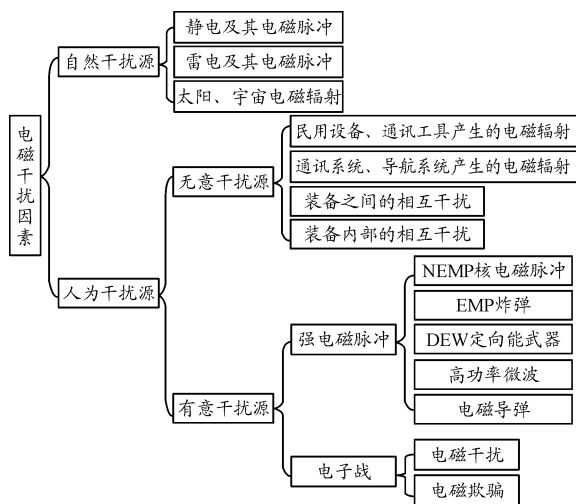 电磁干扰因素
自然干扰源
静电及其电磁脉冲
雷电及其电磁脉冲
太阳、宇宙电磁辐射
人为干扰源
无意干扰源
民用设备、通讯工具产生的电磁辐射
通讯系统、导航系统产生的电磁辐射
装备之间的相互干扰
装备内部的相互干扰
有意干扰源
强电磁脉冲
NEMP核电磁脉冲
EMP炸弹
DEW定向能武器
高功率微波
电磁导弹
电子战
电磁干扰
电磁欺骗